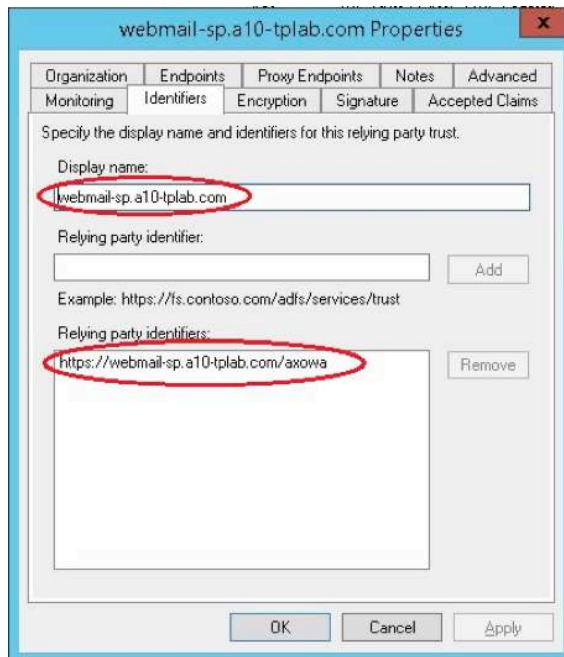 webmail-sp.a10-tplab.com Properties
x
Organization Endpoints Proxy Endpoints Notes Advanced
Monitoring Identifiers Encryption Signature Accepted Claims
Specify the display name and identifiers for this relying party trust.
Display name:
webmail-sp.a10-tplab.com
Relying party identifier:
Add
Example: https://fs.contoso.com/adfs/services/trust
Relying party identifiers:
https://webmail-sp.a10-tplab.com/axowa
Remove
OK Cancel Apply